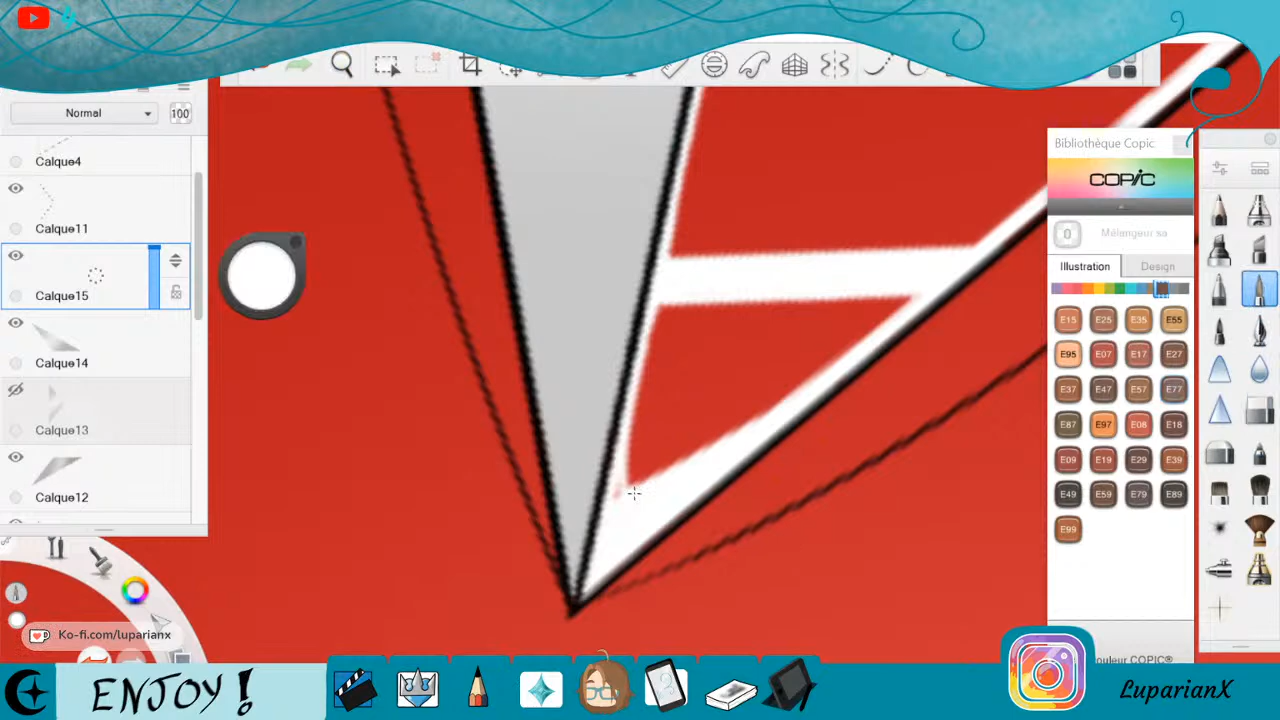 Normal
100
Calque4
Calque11
Calque15
Calque14
Calque13
Calque12
Bibliothèque Copic
COPIC
0 Mélangeur sa
Illustration Design
E15 E25 E35 E55
E95 E07 E17 E27
E37 E47 E57 E77
E87 E97 E08 E18
E09 E19 E29 E39
E49 E59 E79 E89
E99
ouleur COPIC®
Ko-fi.com/luparianx
ENJOY!
LuparianX